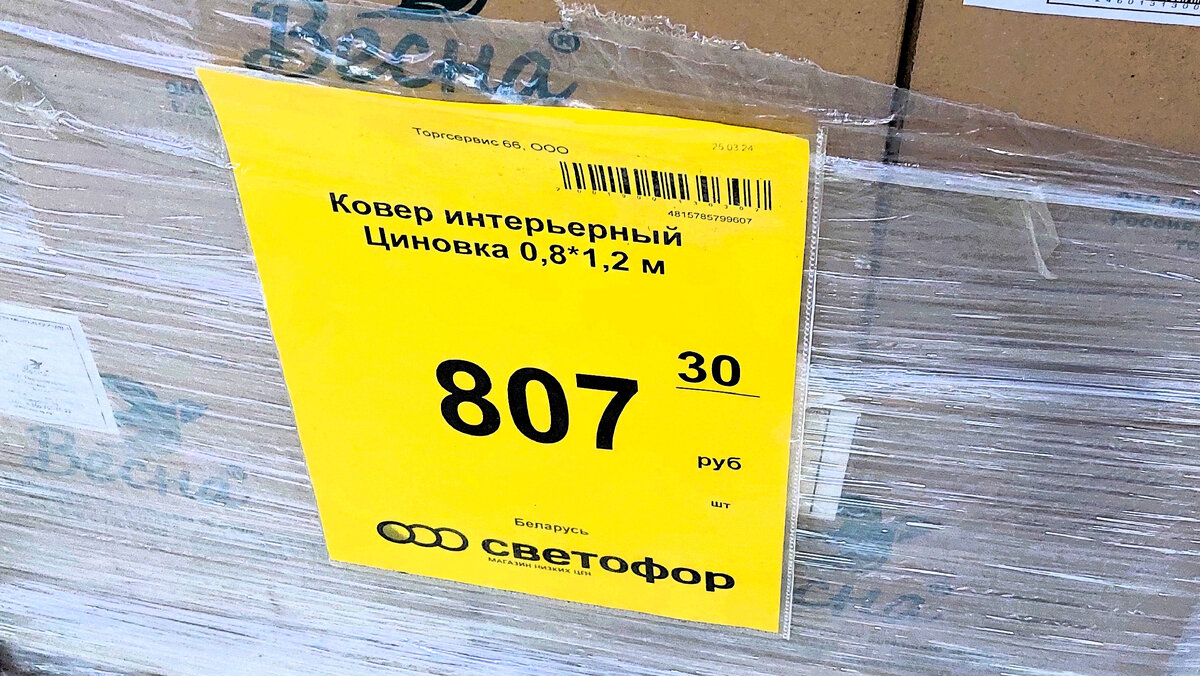 Весна®
Торгсервис 66, ООО
25.03.24
4815785799607
Ковер интерьерный
Циновка 0,8*1,2 м
807 30
руб
шт
Беларусь
светофор
МАГАЗИН НИЗКИХ ЦЕН
Весна